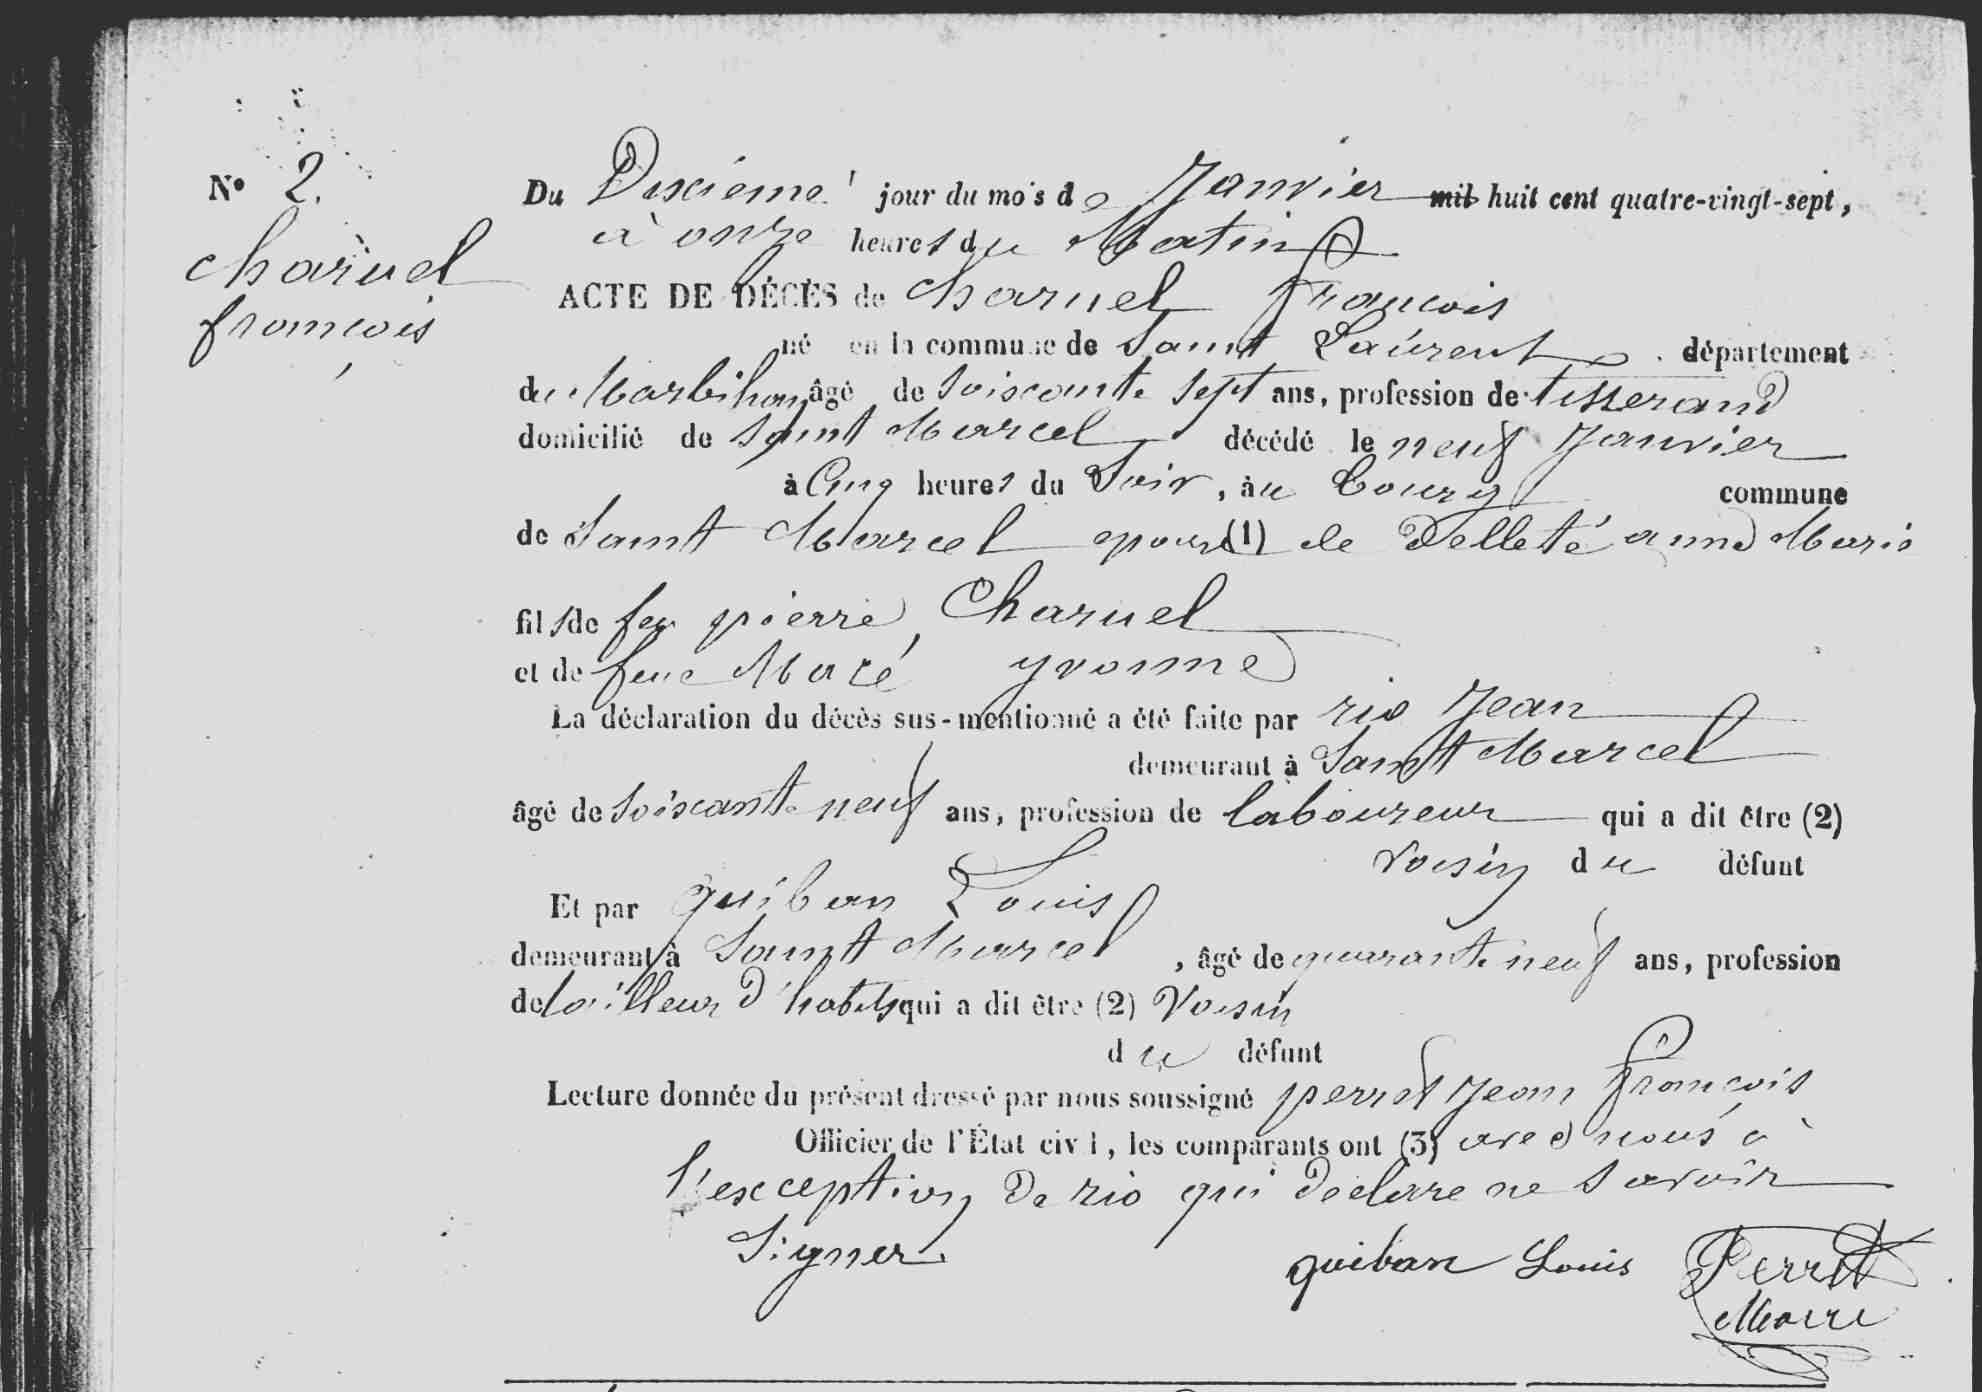 N° 2.
Charuel
françois
Du Dixieme jour du mois de Janvier mil huit cent quatre-vingt-sept,
à onze heures du Matin
ACTE DE DÉCÈS de Charuel françois
né en la commune de Saint Laurent département
du Morbihan âgé de soixcante sept ans, profession de tisserand
domicilié de Saint Marcel décédé le neuf Janvier
à Cinq heures du Soir, au bourg commune
de Saint Marcel epoux (1) de Delleté anne Marie
fils de feu pierre Charuel
et de feue Macé yvonne
La déclaration du décès sus-mentionné a été faite par rio Jean
demeurant à Saint Marcel
âgé de soixcante neuf ans, profession de laboureur qui a dit être (2)
voisin du défunt
Et par quiban Louis
demeurant à Saint Marcel, âgé de quarante neuf ans, profession
de tailleur d'habits qui a dit être (2) Voisin
du défunt
Lecture donnée du présent dressé par nous soussigné perret Jean françois
Officier de l'État civil, les comparants ont (3) avec nous à
l'exception de rio qui declare ne savoir
Signer
quiban Louis Perret
Maire